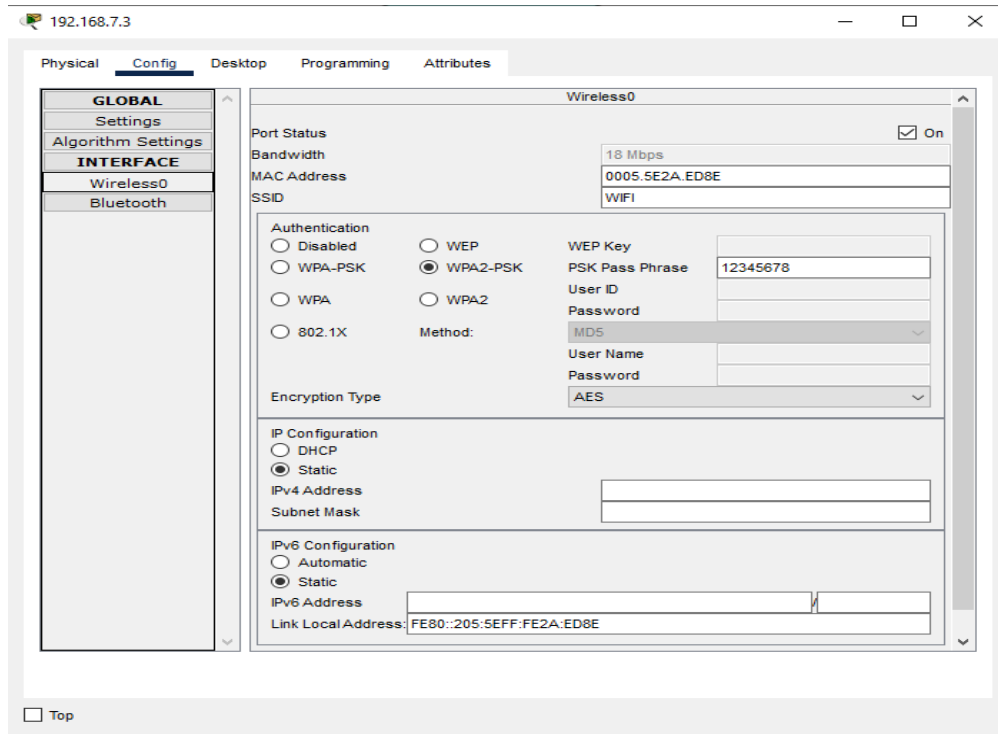 192.168.7.3
Physical Config Desktop Programming Attributes
GLOBAL
Settings
Algorithm Settings
INTERFACE
Wireless0
Bluetooth
Wireless0
Port Status On
Bandwidth 18 Mbps
MAC Address 0005.5E2A.ED8E
SSID WIFI
Authentication
Disabled WEP WEP Key
WPA-PSK WPA2-PSK PSK Pass Phrase 12345678
User ID
WPA WPA2
Password
802.1X Method: MD5
User Name
Password
Encryption Type AES
IP Configuration
DHCP
Static
IPv4 Address
Subnet Mask
IPv6 Configuration
Automatic
Static
IPv6 Address /
Link Local Address: FE80::205:5EFF:FE2A:ED8E
Top